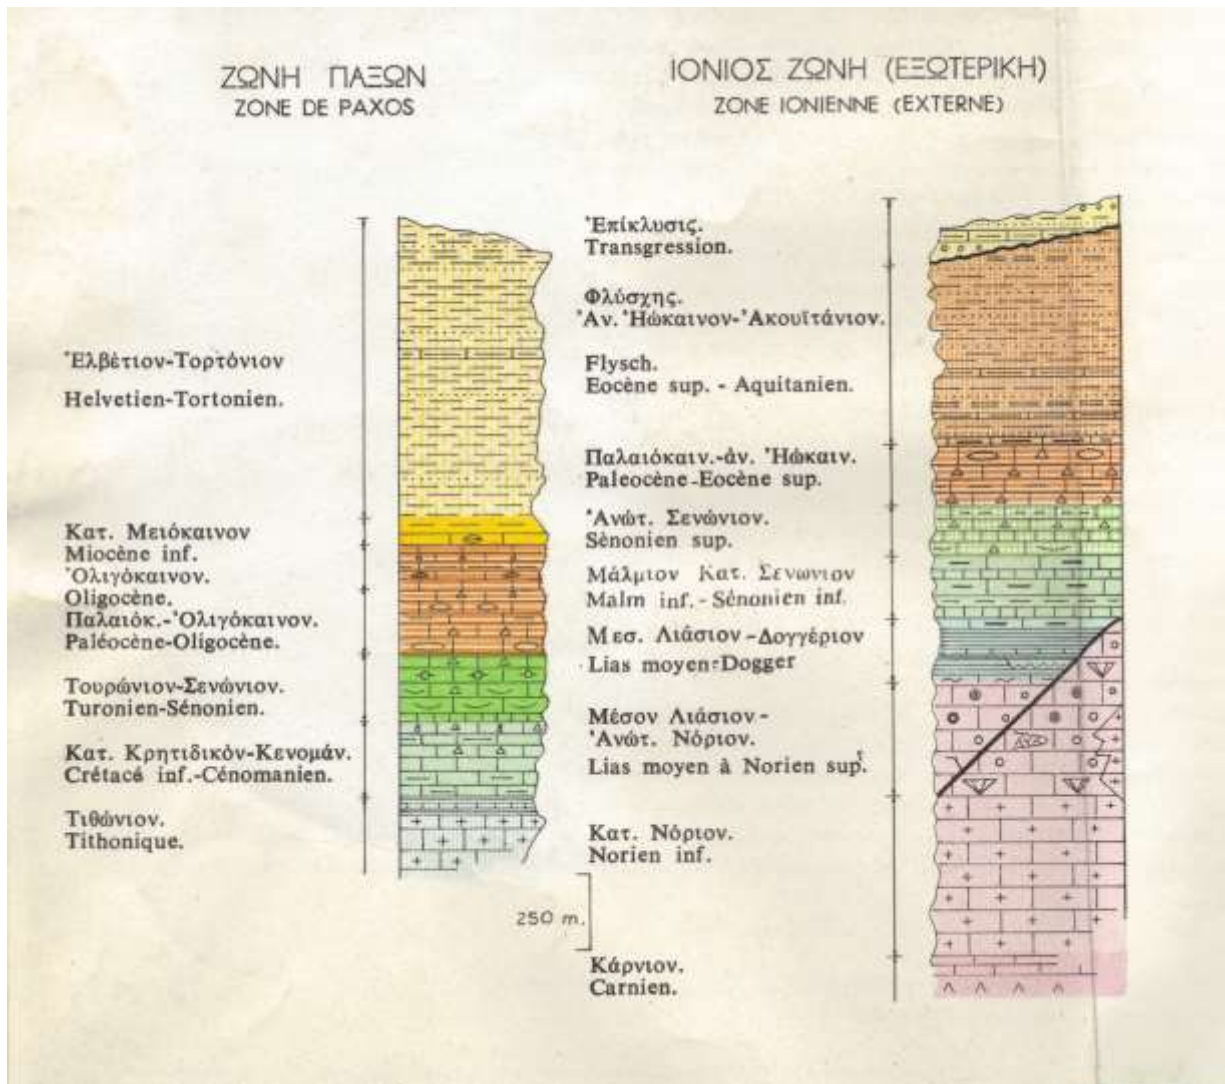 ΖΩΝΗ ΠΑΞΩΝ
ZONE DE PAXOS
Ἑλβέτιον-Τορτόνιον
Helvetien-Tortonien.
Κατ. Μειόκαινον
Miocène inf.
Ὀλιγόκαινον.
Oligocène.
Παλαιόκ.-Ὀλιγόκαινον.
Paléocène-Oligocène.
Τουρώνιον-Σενώνιον.
Turonien-Sénonien.
Κατ. Κρητιδικὸν-Κενομάν.
Crétacé inf.-Cénomanien.
Τιθώνιον.
Tithonique.
250 m.
ΙΟΝΙΟΣ ΖΩΝΗ (ΕΞΩΤΕΡΙΚΗ)
ZONE IONIENNE (EXTERNE)
Ἐπίκλυσις.
Transgression.
Φλύσχης.
Ἀν. Ἠώκαινον-Ἀκουϊτάνιον.
Flysch.
Eocène sup. - Aquitanien.
Παλαιόκαιν.-ἀν. Ἠώκαιν.
Paleocène-Eocène sup.
Ἀνώτ. Σενώνιον.
Sènonien sup.
Μάλμιον Κατ. Σενωνιον
Malm inf. - Sénonien inf.
Μεσ. Λιάσιον-Δογγέριον
Lias moyen-Dogger
Μέσον Λιάσιον-
Ἀνώτ. Νόριον.
Lias moyen à Norien sup.
Κατ. Νόριον.
Norien inf.
Κάρνιον.
Carnien.